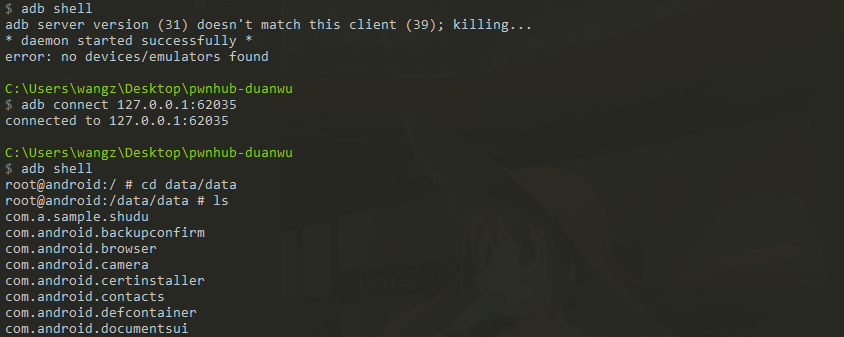 $ adb shell
adb server version (31) doesn't match this client (39); killing...
* daemon started successfully *
error: no devices/emulators found
C:\Users\wangz\Desktop\pwnhub-duanwu
$ adb connect 127.0.0.1:62035
connected to 127.0.0.1:62035
C:\Users\wangz\Desktop\pwnhub-duanwu
$ adb shell
root@android:/ # cd data/data
root@android:/data/data # ls
com.a.sample.shudu
com.android.backupconfirm
com.android.browser
com.android.camera
com.android.certinstaller
com.android.contacts
com.android.defcontainer
com.android.documentsui